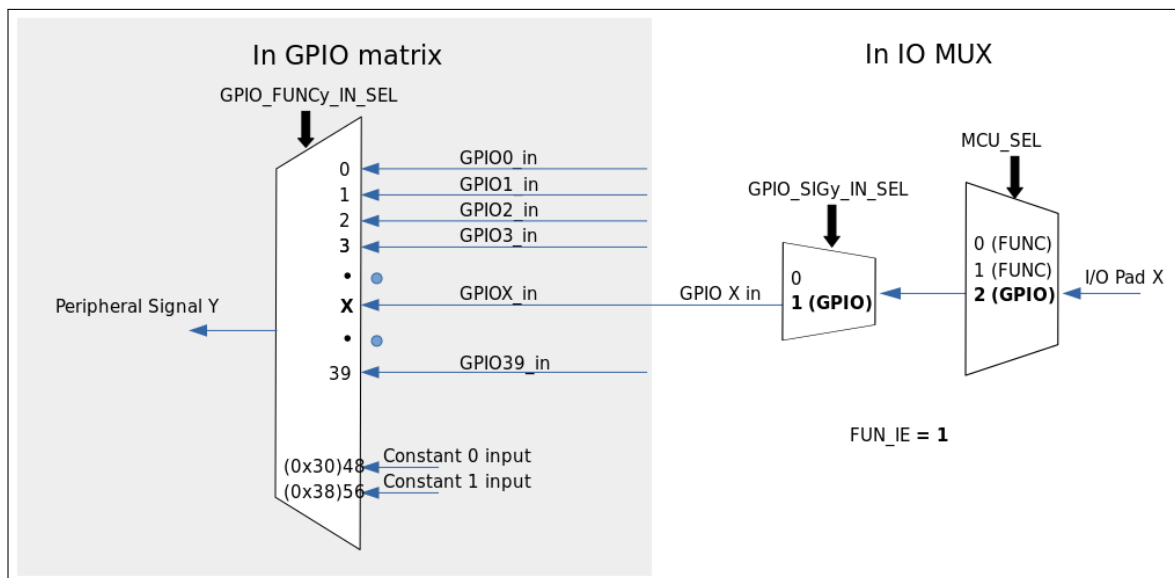 In GPIO matrix
In IO MUX
GPIO_FUNCy_IN_SEL
MCU_SEL
GPIO_SIGy_IN_SEL
0
GPIO0_in
1
GPIO1_in
2
GPIO2_in
3
GPIO3_in
X
GPIOX_in
39
GPIO39_in
(0x30)48
Constant 0 input
(0x38)56
Constant 1 input
Peripheral Signal Y
GPIO X in
0
1 (GPIO)
0 (FUNC)
1 (FUNC)
2 (GPIO)
I/O Pad X
FUN_IE = 1